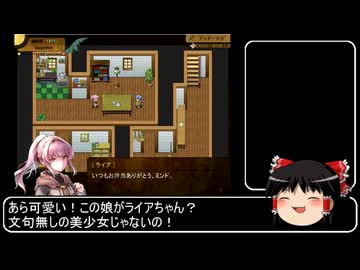 Daytime
[ライア]
いつもお弁当ありがとう、ミンド。
あら可愛い！この娘がライアちゃん？
文句無しの美少女じゃないの！